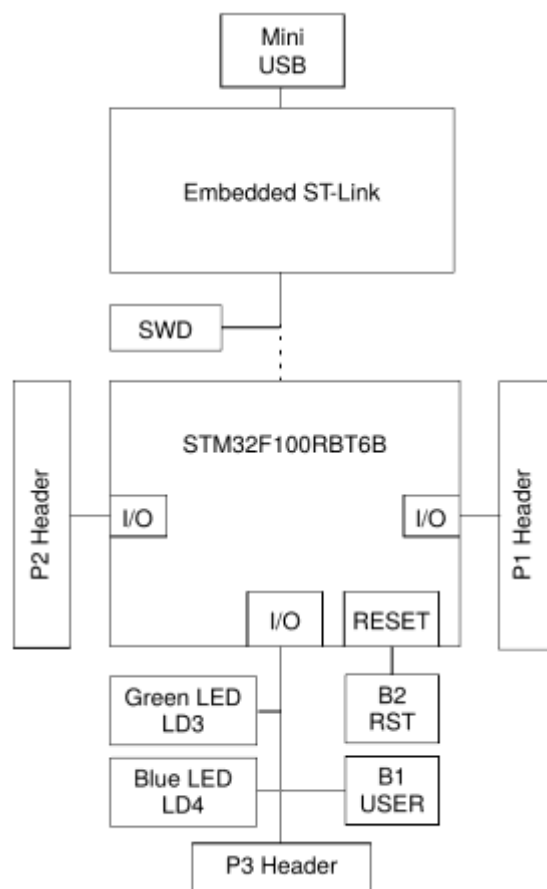 Mini
USB
Embedded ST-Link
SWD
STM32F100RBT6B
P2 Header
I/O
I/O
P1 Header
I/O
RESET
Green LED
LD3
B2
RST
Blue LED
LD4
B1
USER
P3 Header